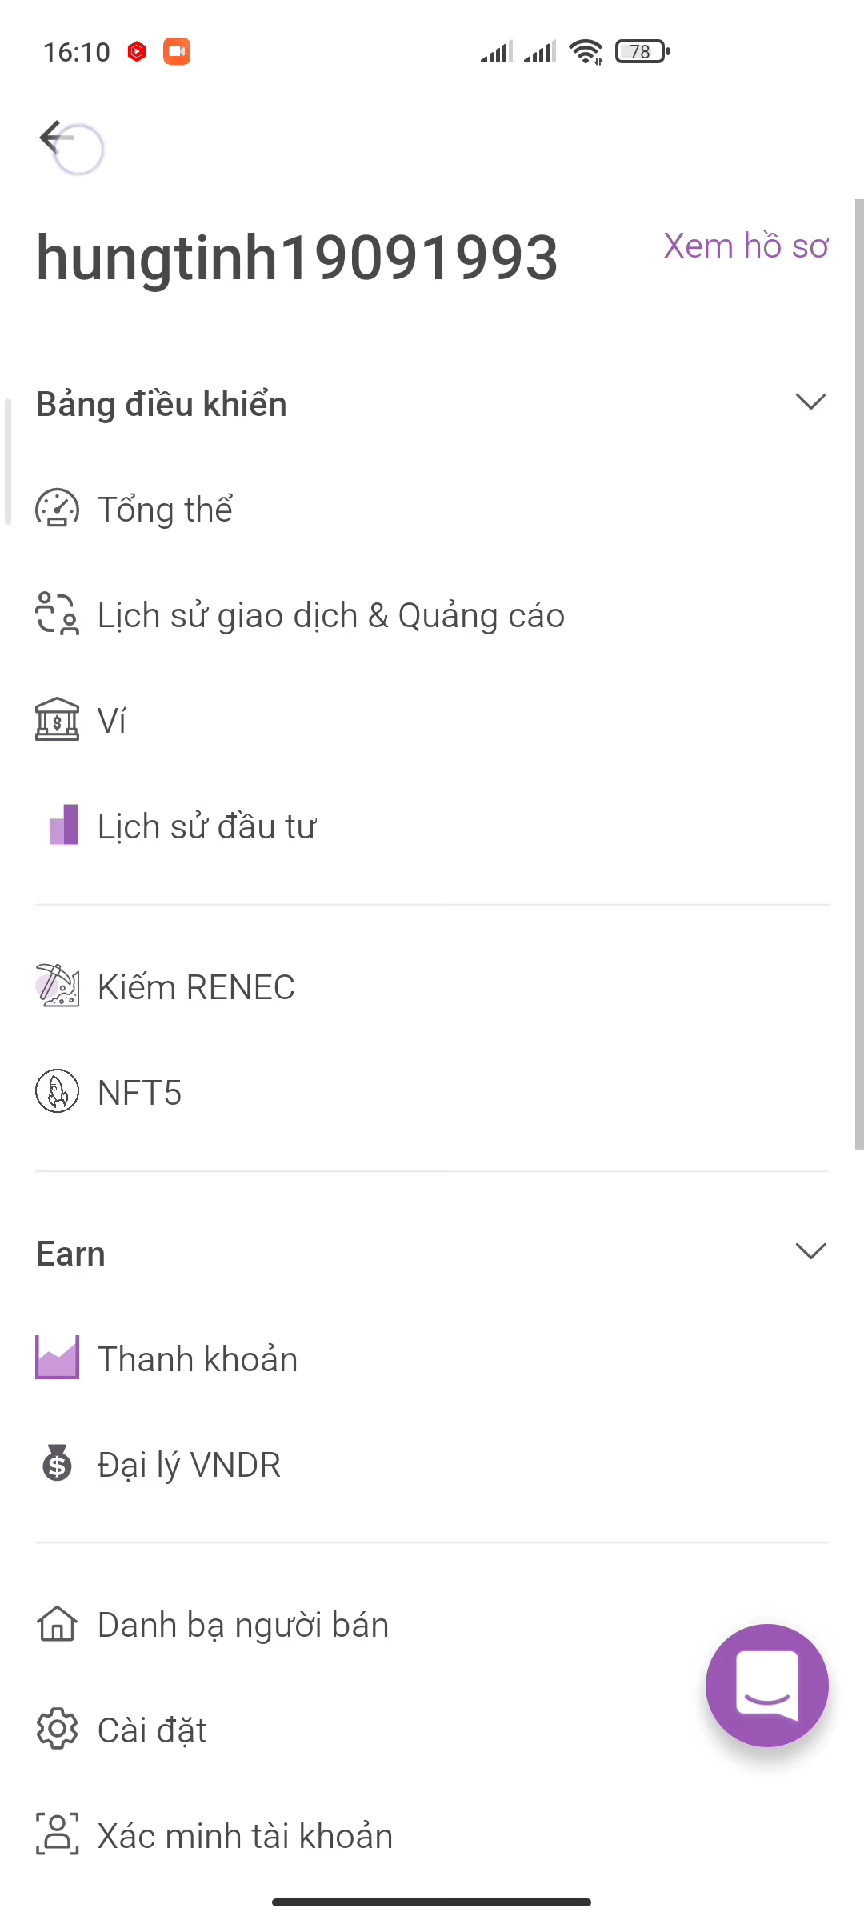 16:10
78
hungtinh19091993
Xem hồ sơ
Bảng điều khiển
Tổng thể
Lịch sử giao dịch & Quảng cáo
Ví
Lịch sử đầu tư
Kiếm RENEC
NFT5
Earn
Thanh khoản
Đại lý VNDR
Danh bạ người bán
Cài đặt
Xác minh tài khoản